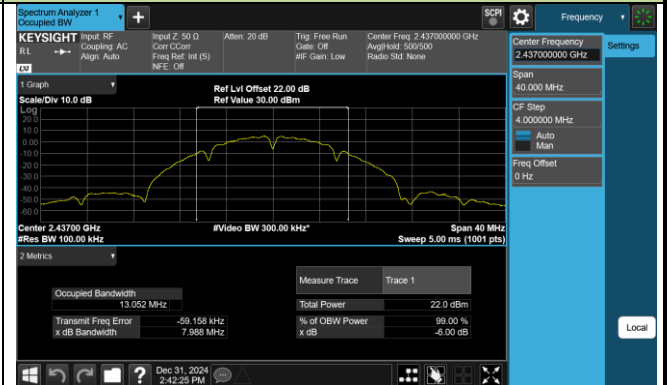 Spectrum Analyzer 1
Occupied BW
KEYSIGHT
RL
Input: RF
Coupling: AC
Align: Auto
Input Z: 50 Ω
Corr CCorr
Freq Ref: Int (S)
NFE: Off
Atten: 20 dB
Trig: Free Run
Gate: Off
#IF Gain: Low
Center Freq: 2.437000000 GHz
Avg|Hold: 500/500
Radio Std: None
SCPI
Frequency
Settings
Center Frequency
2.437000000 GHz
Span
40.000 MHz
CF Step
4.000000 MHz
Auto
Man
Freq Offset
0 Hz
Local
1 Graph
Scale/Div 10.0 dB
Ref Lvl Offset 22.00 dB
Ref Value 30.00 dBm
Log
20.0
10.0
0.00
-10.0
-20.0
-30.0
-40.0
-50.0
-60.0
Center 2.43700 GHz
#Video BW 300.00 kHz*
Span 40 MHz
#Res BW 100.00 kHz
Sweep 5.00 ms (1001 pts)
2 Metrics
Measure Trace
Trace 1
Occupied Bandwidth
13.052 MHz
Total Power
22.0 dBm
Transmit Freq Error
-59.158 kHz
% of OBW Power
99.00 %
x dB Bandwidth
7.988 MHz
x dB
-6.00 dB
?
Dec 31, 2024
2:42:25 PM